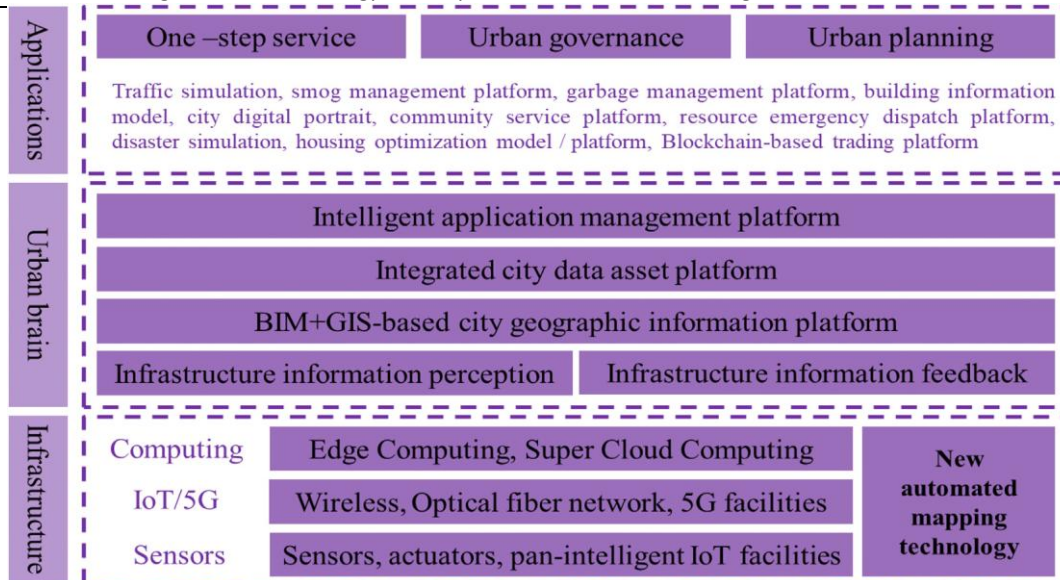 Applications
One –step service
Urban governance
Urban planning
Traffic simulation, smog management platform, garbage management platform, building information
model, city digital portrait, community service platform, resource emergency dispatch platform,
disaster simulation, housing optimization model / platform, Blockchain-based trading platform
Urban brain
Intelligent application management platform
Integrated city data asset platform
BIM+GIS-based city geographic information platform
Infrastructure information perception
Infrastructure information feedback
Infrastructure
Computing
Edge Computing, Super Cloud Computing
IoT/5G
Wireless, Optical fiber network, 5G facilities
Sensors
Sensors, actuators, pan-intelligent IoT facilities
New
automated
mapping
technology